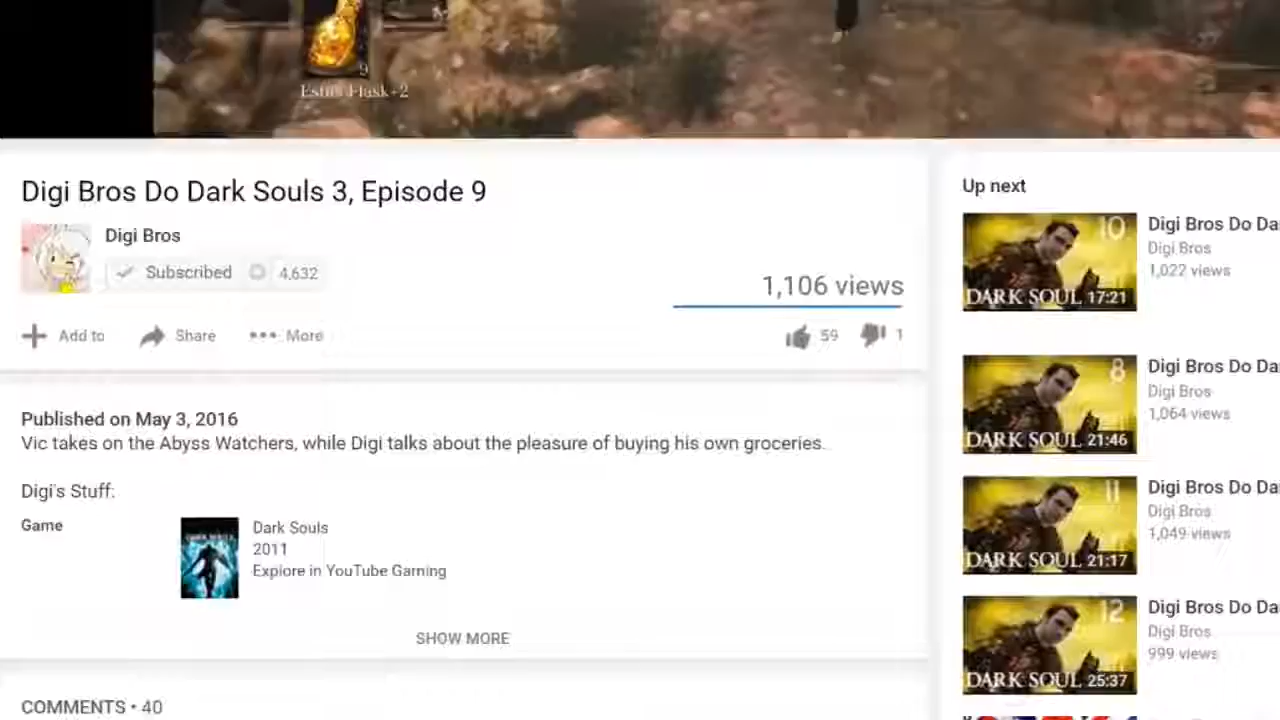 9
Estus Flask+2
Digi Bros Do Dark Souls 3, Episode 9
Digi Bros
Subscribed 4,632
1,106 views
Add to Share More
59 1
Published on May 3, 2016
Vic takes on the Abyss Watchers, while Digi talks about the pleasure of buying his own groceries.
Digi's Stuff:
Game
Dark Souls
2011
Explore in YouTube Gaming
SHOW MORE
COMMENTS • 40
Up next
10
DARK SOUL 17:21
Digi Bros Do Da
Digi Bros
1,022 views
8
DARK SOUL 21:46
Digi Bros Do Da
Digi Bros
1,064 views
11
DARK SOUL 21:17
Digi Bros Do Da
Digi Bros
1,049 views
12
DARK SOUL 25:37
Digi Bros Do Da
Digi Bros
999 views